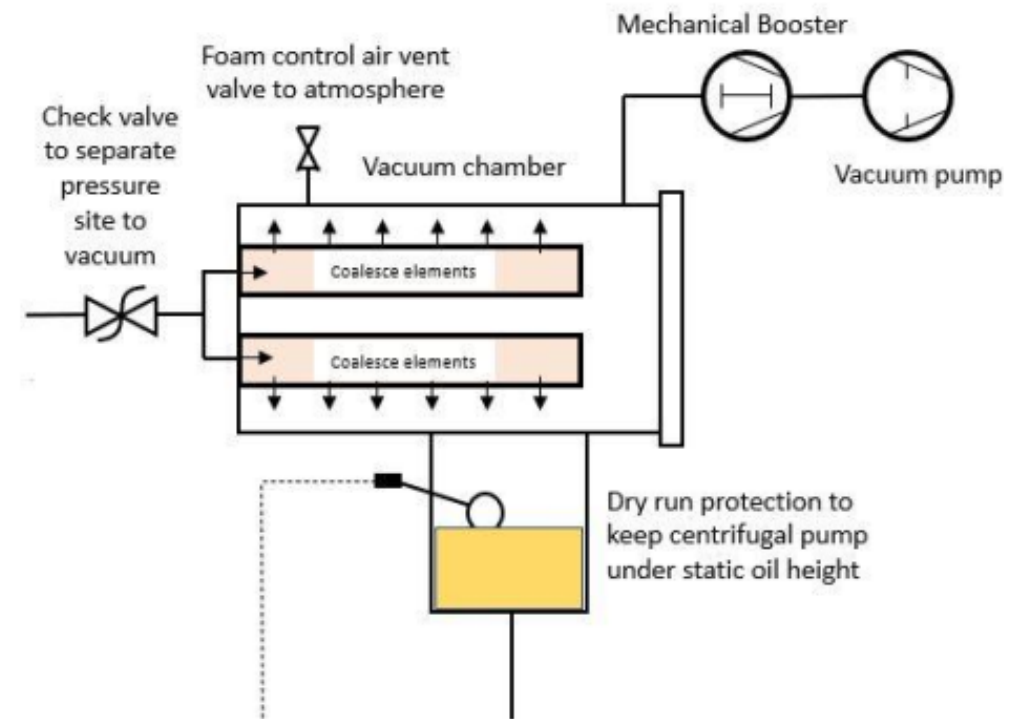 Mechanical Booster
Foam control air vent
valve to atmosphere
Check valve
to separate
pressure
site to
vacuum
Vacuum chamber
Vacuum pump
Coalesce elements
Coalesce elements
Dry run protection to
keep centrifugal pump
under static oil height